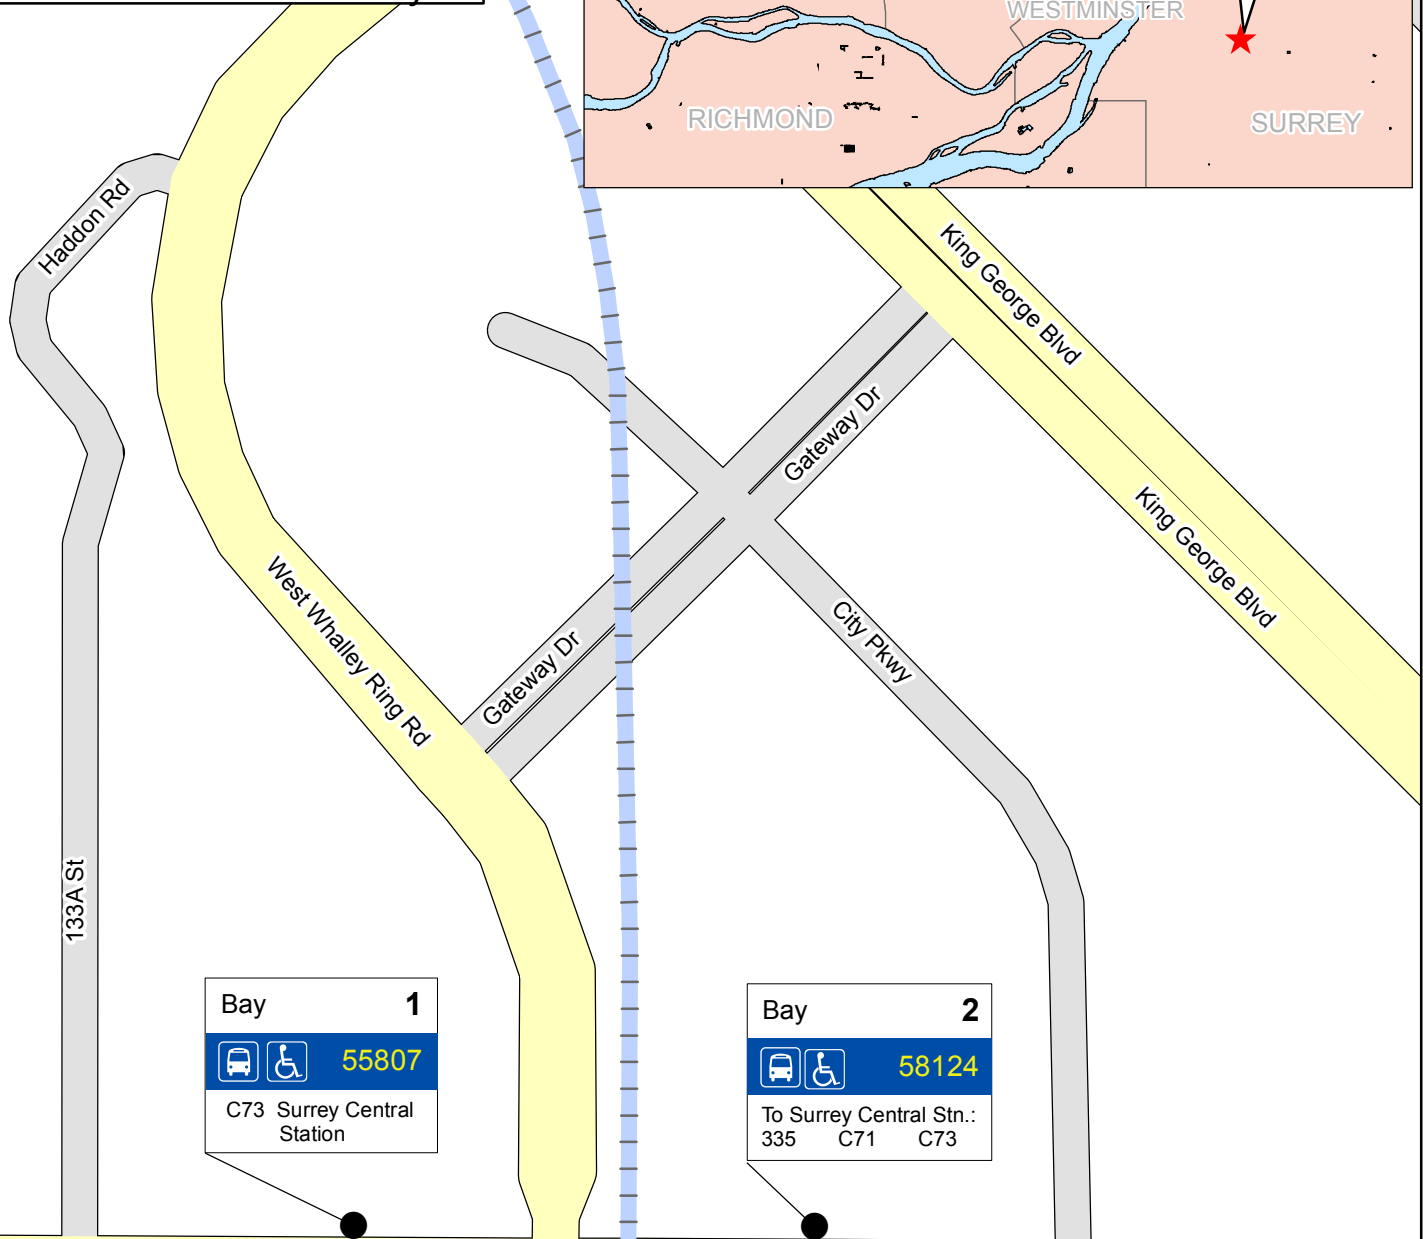 WESTMINSTER
RICHMOND
SURREY
Haddon Rd
King George Blvd
Gateway Dr
King George Blvd
West Whalley Ring Rd
Gateway Dr
City Pkwy
133A St
Bay 1
55807
C73 Surrey Central
Station
Bay 2
58124
To Surrey Central Stn.:
335 C71 C73